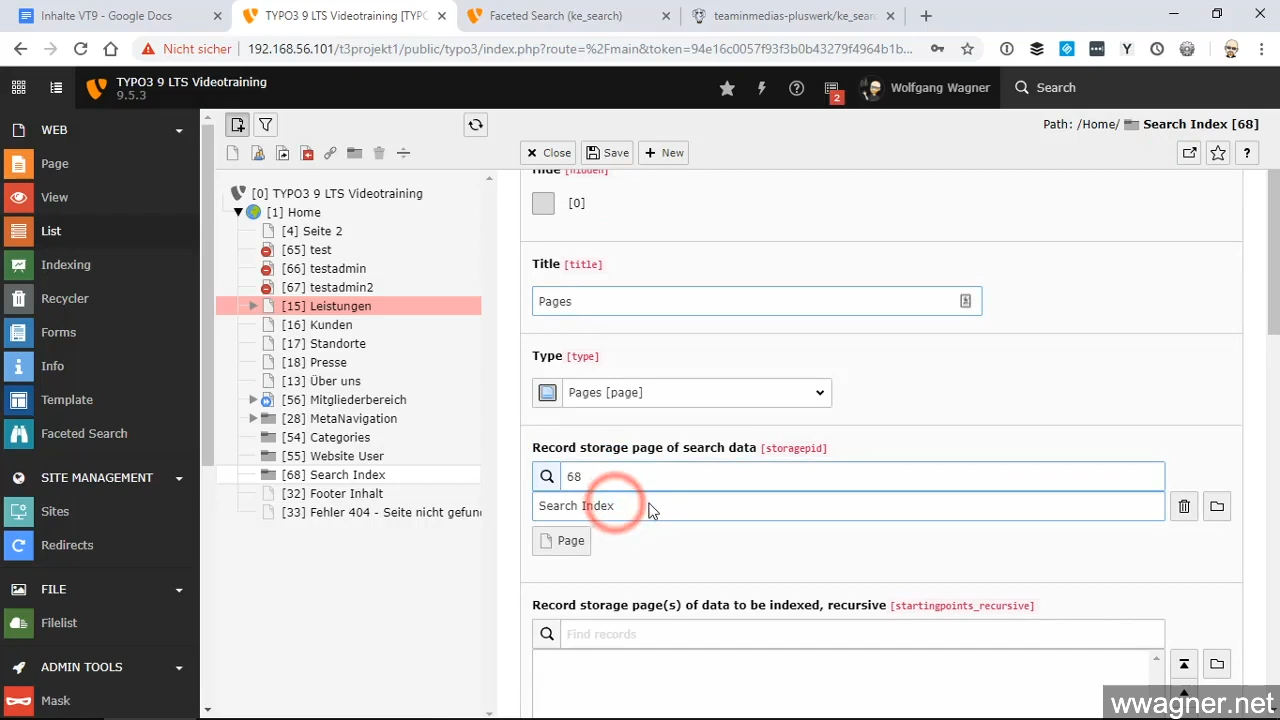 Inhalte VT9 - Google Docs
TYPO3 9 LTS Videotraining [TYPO
Faceted Search (ke_search)
teaminmedias-pluswerk/ke_searc
Nicht sicher
192.168.56.101/t3projekt1/public/typo3/index.php?route=%2Fmain&token=94e16c0057f93f3b0b43279f4964b1b...
TYPO3 9 LTS Videotraining
9.5.3
2
Wolfgang Wagner
Search
WEB
Page
View
List
Indexing
Recycler
Forms
Info
Template
Faceted Search
SITE MANAGEMENT
Sites
Redirects
FILE
Filelist
ADMIN TOOLS
Mask
[0] TYPO3 9 LTS Videotraining
[1] Home
[4] Seite 2
[65] test
[66] testadmin
[67] testadmin2
[15] Leistungen
[16] Kunden
[17] Standorte
[18] Presse
[13] Über uns
[56] Mitgliederbereich
[28] MetaNavigation
[54] Categories
[55] Website User
[68] Search Index
[32] Footer Inhalt
[33] Fehler 404 - Seite nicht gefund
Path: /Home/ Search Index [68]
Close Save New
?
Hide [hidden]
[0]
Title [title]
Pages
Type [type]
Pages [page]
Record storage page of search data [storagepid]
68
Search Index
Page
Record storage page(s) of data to be indexed, recursive [startingpoints_recursive]
Find records
wwagner.net